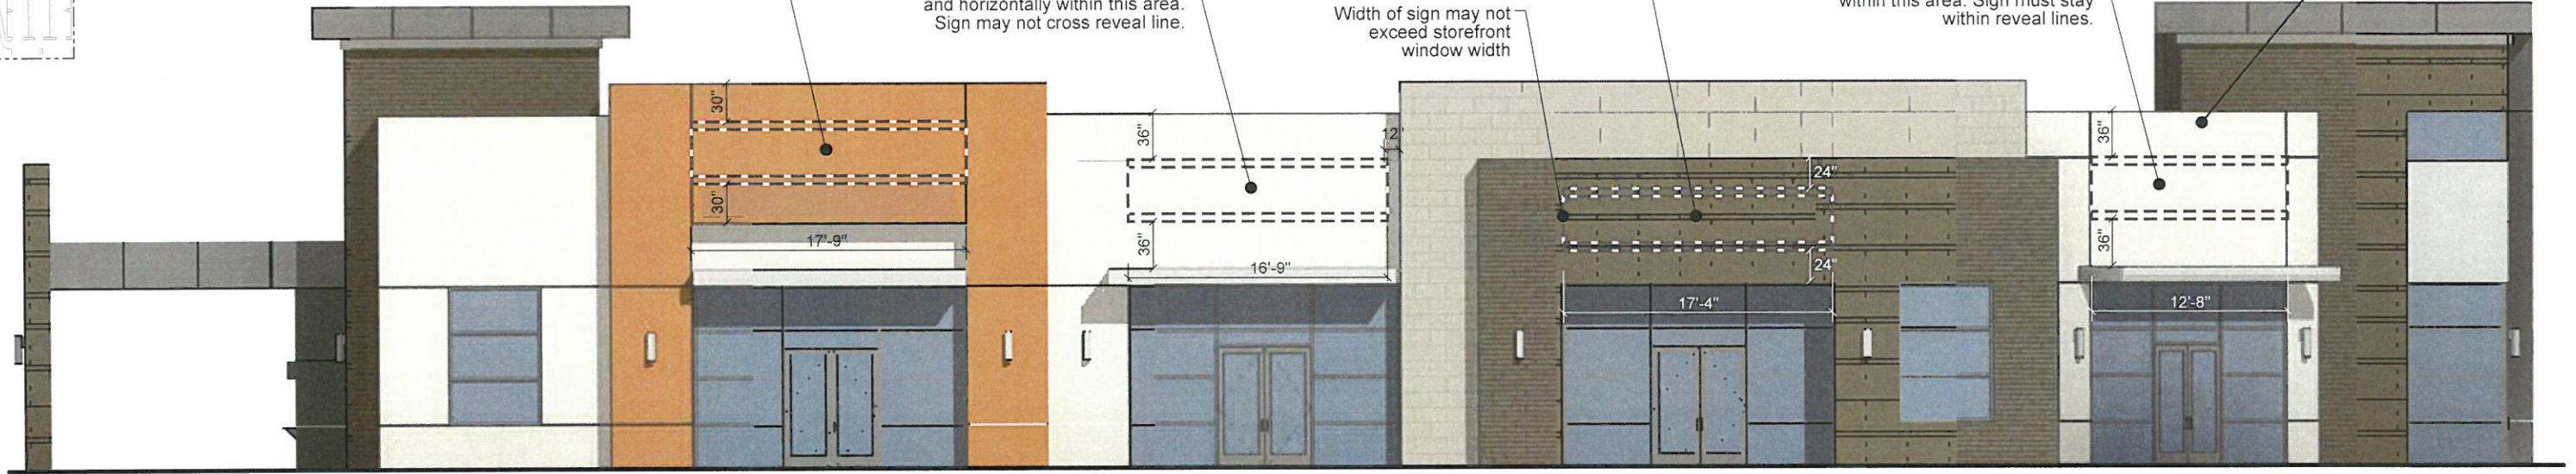 and horizontally within this area.
Sign may not cross reveal line.
Width of sign may not
exceed storefront
window width
within this area. Sign must stay
within reveal lines.
30"
30"
17'-9"
36"
12"
36"
16'-9"
24"
24"
17'-4"
36"
36"
12'-8"